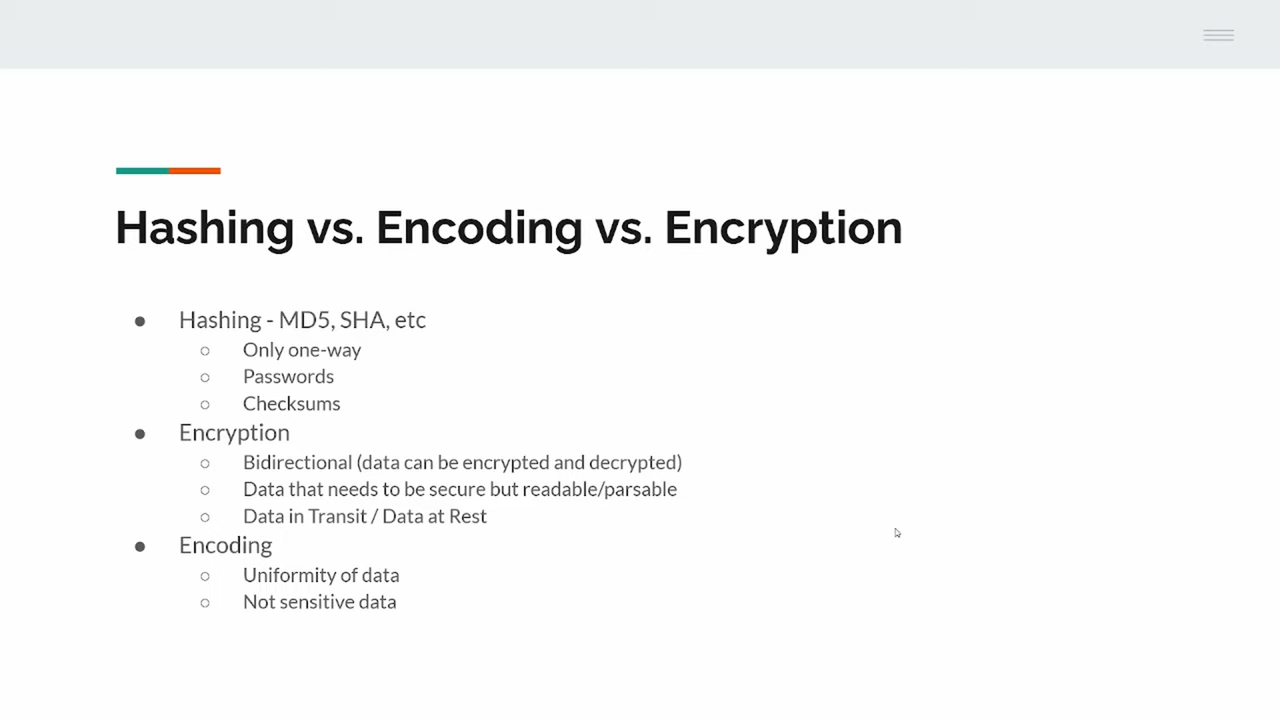 Hashing vs. Encoding vs. Encryption
● Hashing - MD5, SHA, etc
○ Only one-way
○ Passwords
○ Checksums
● Encryption
○ Bidirectional (data can be encrypted and decrypted)
○ Data that needs to be secure but readable/parsable
○ Data in Transit / Data at Rest
● Encoding
○ Uniformity of data
○ Not sensitive data